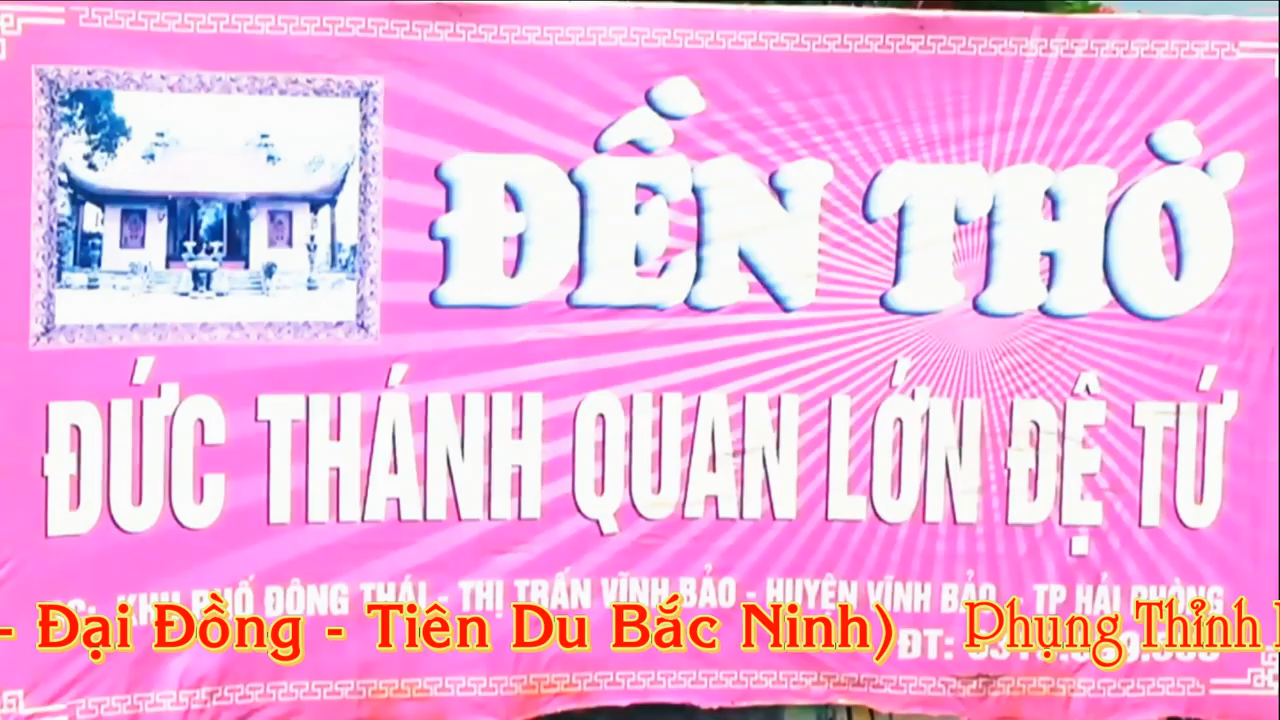 ĐỀN THỜ
ĐỨC THÁNH QUAN LỚN ĐỆ TỨ
KHU PHỐ ĐÔNG THÁI - THỊ TRẤN VĨNH BẢO - HUYỆN VĨNH BẢO - TP HẢI PHÒNG
- Đại Đồng - Tiên Du Bắc Ninh) Phụng Thỉnh
ĐT: